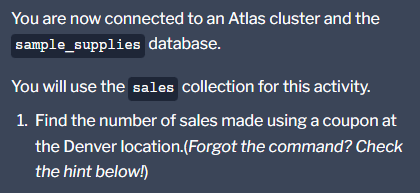 You are now connected to an Atlas cluster and the
sample_supplies database.
You will use the sales collection for this activity.
1. Find the number of sales made using a coupon at
the Denver location.(Forgot the command? Check
the hint below!)